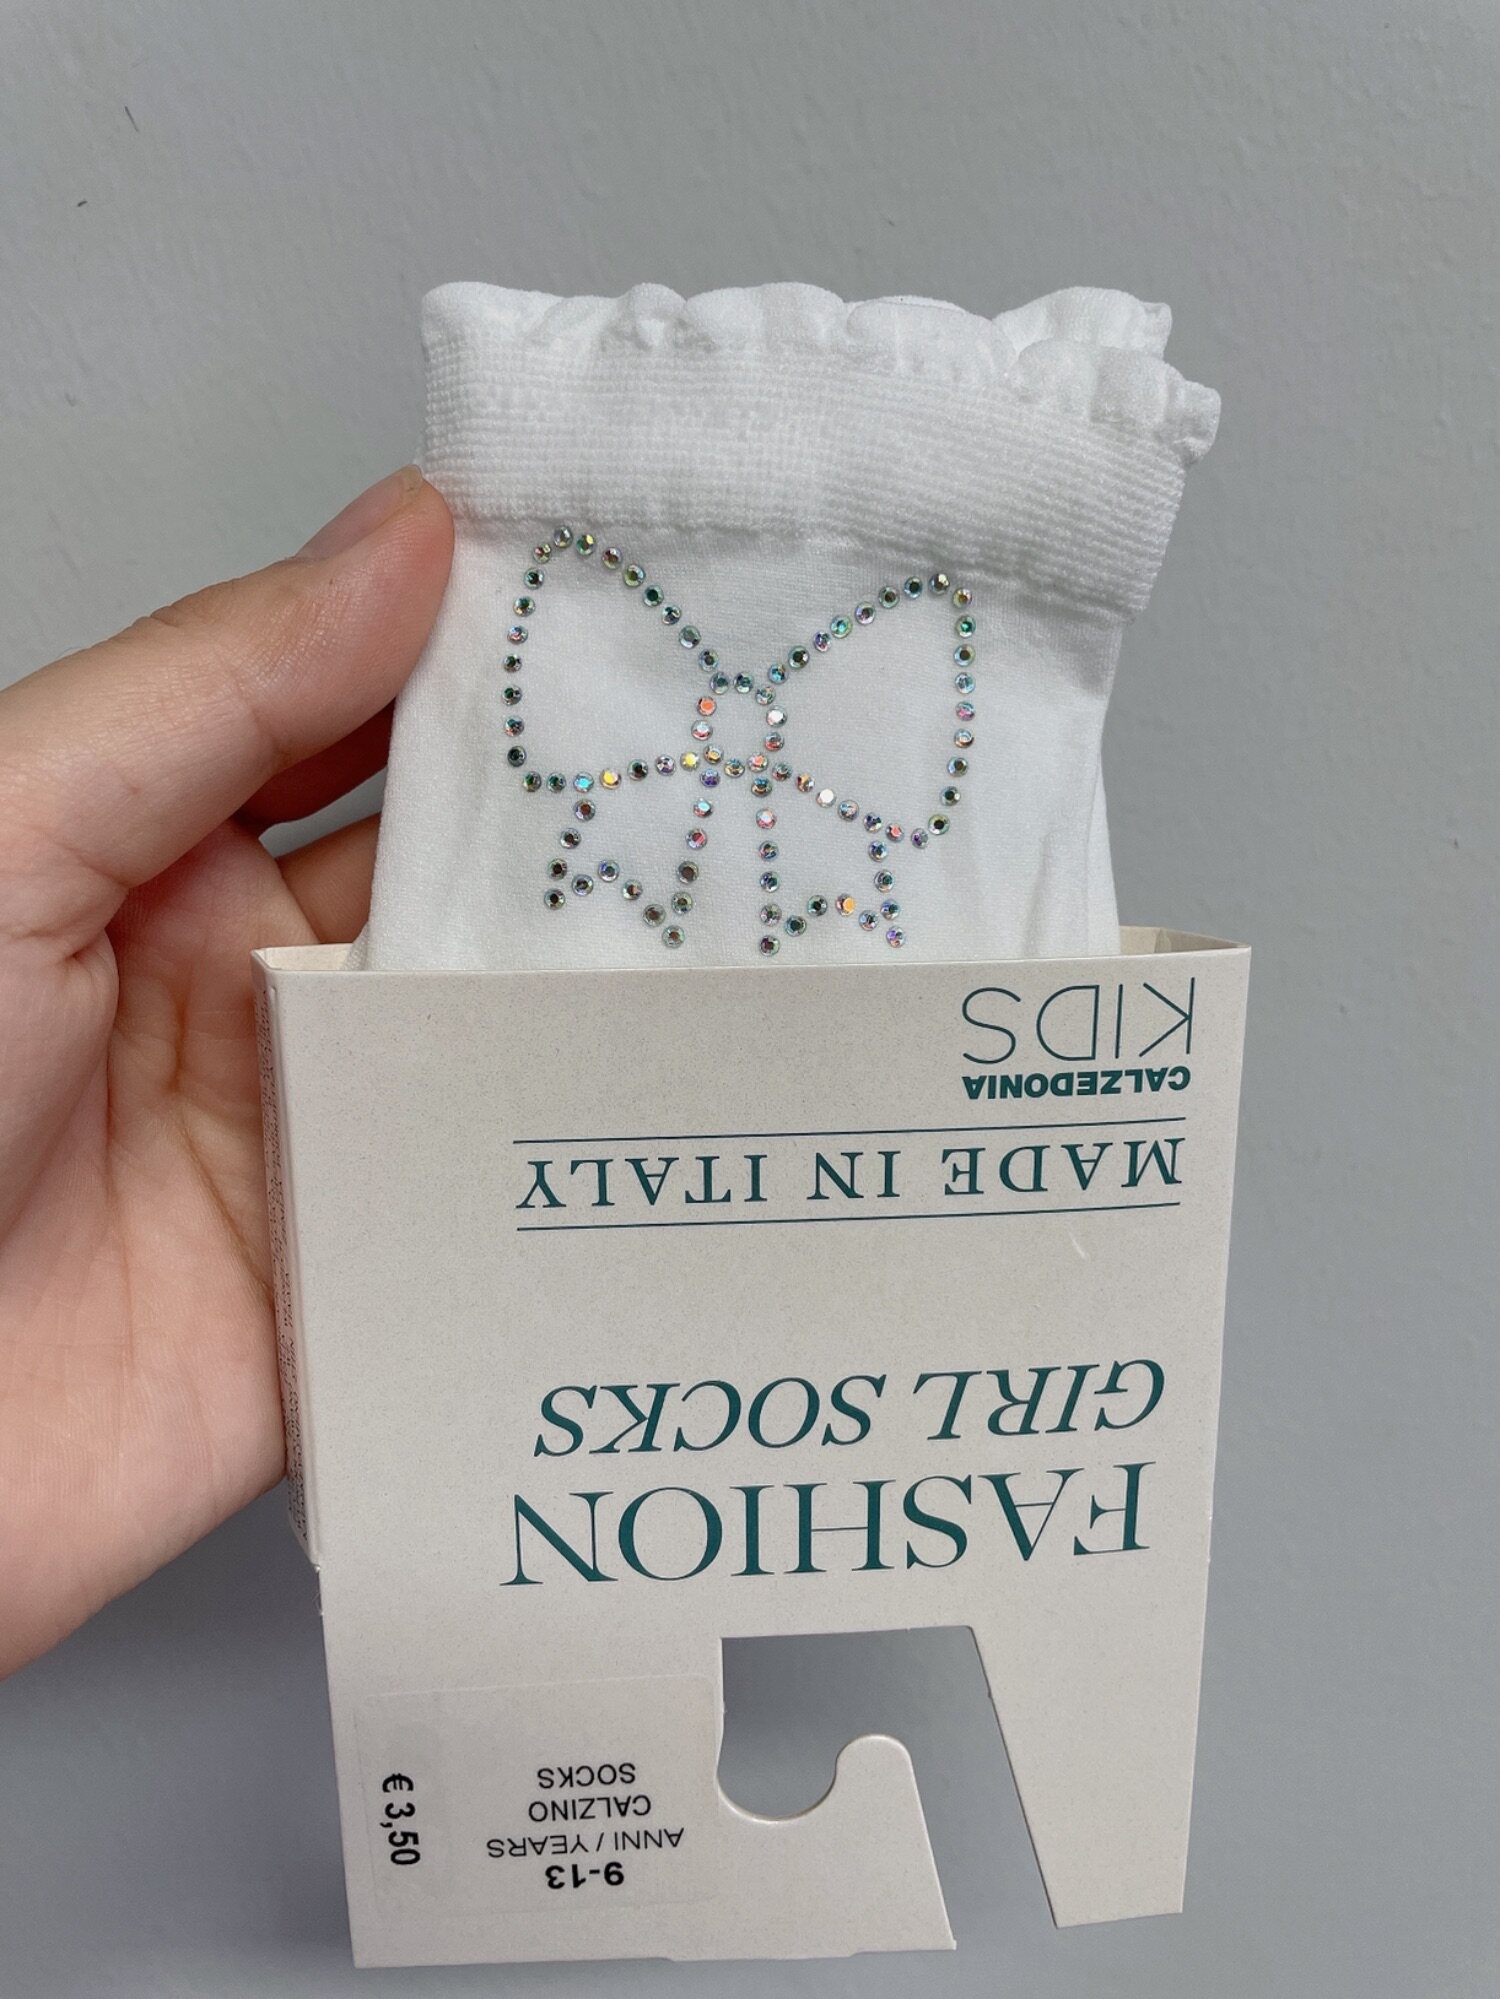 9-13
ANNI / YEARS
CALZINO
SOCKS
€ 3,50
FASHION
GIRL SOCKS
MADE IN ITALY
CALZEDONIA
KIDS